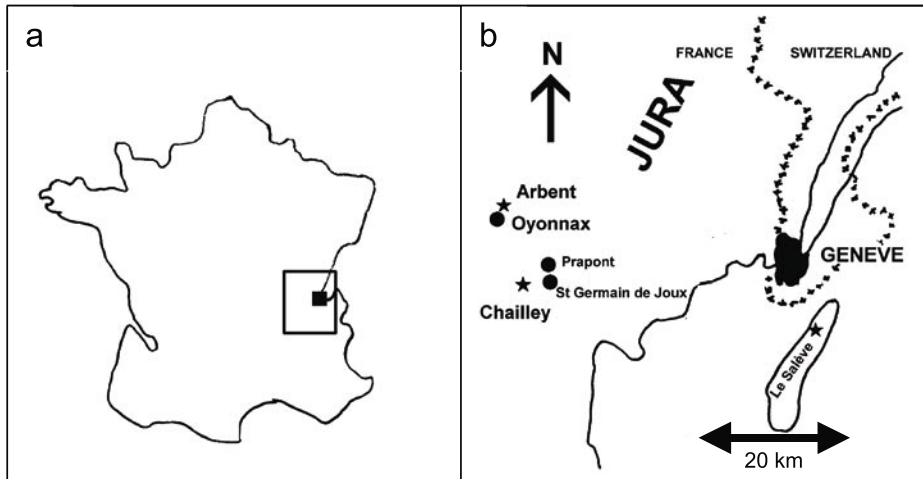 a
b
FRANCE
SWITZERLAND
N
JURA
Arbent
Oyonnax
GENEVE
Prapont
St Germain de Joux
Chailley
Le Salève
20 km